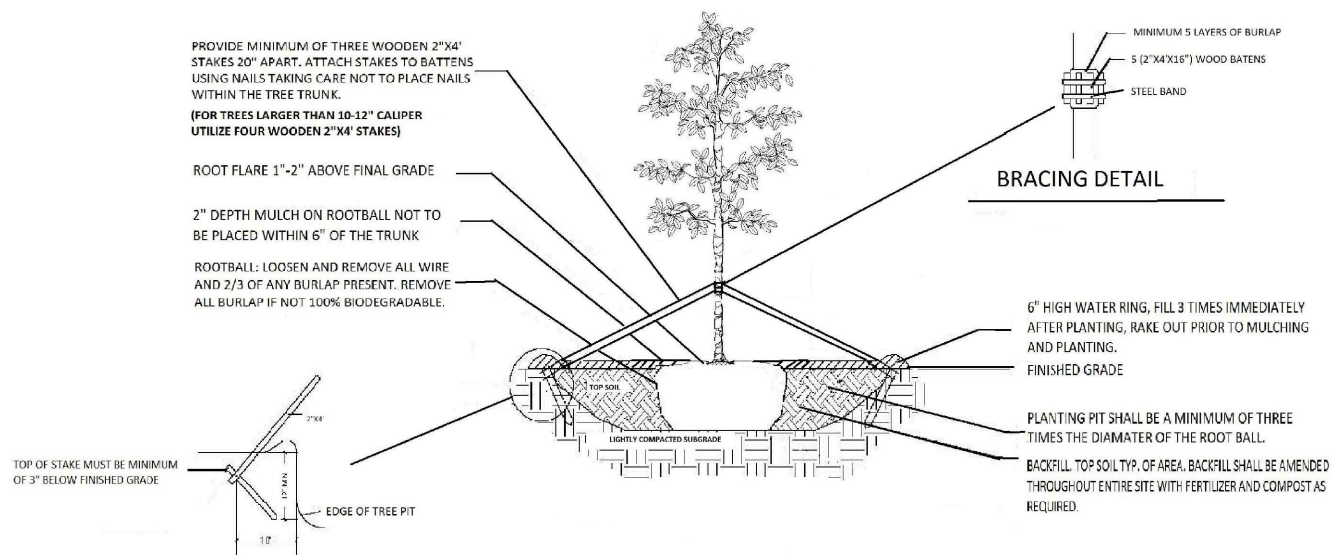 PROVIDE MINIMUM OF THREE WOODEN 2"X4'
STAKES 20" APART. ATTACH STAKES TO BATTENS
USING NAILS TAKING CARE NOT TO PLACE NAILS
WITHIN THE TREE TRUNK.
(FOR TREES LARGER THAN 10-12" CALIPER
UTILIZE FOUR WOODEN 2"X4' STAKES)
ROOT FLARE 1"-2" ABOVE FINAL GRADE
2" DEPTH MULCH ON ROOTBALL NOT TO
BE PLACED WITHIN 6" OF THE TRUNK
ROOTBALL: LOOSEN AND REMOVE ALL WIRE
AND 2/3 OF ANY BURLAP PRESENT. REMOVE
ALL BURLAP IF NOT 100% BIODEGRADABLE.
MINIMUM 5 LAYERS OF BURLAP
5 (2"X4'X16") WOOD BATENS
STEEL BAND
BRACING DETAIL
6" HIGH WATER RING, FILL 3 TIMES IMMEDIATELY
AFTER PLANTING, RAKE OUT PRIOR TO MULCHING
AND PLANTING.
FINISHED GRADE
PLANTING PIT SHALL BE A MINIMUM OF THREE
TIMES THE DIAMATER OF THE ROOT BALL.
BACKFILL. TOP SOIL TYP. OF AREA. BACKFILL SHALL BE AMENDED
THROUGHOUT ENTIRE SITE WITH FERTILIZER AND COMPOST AS
REQUIRED.
TOP SOIL
LIGHTLY COMPACTED SUBGRADE
2"X4'
TOP OF STAKE MUST BE MINIMUM
OF 3" BELOW FINISHED GRADE
12" MIN
EDGE OF TREE PIT
18"